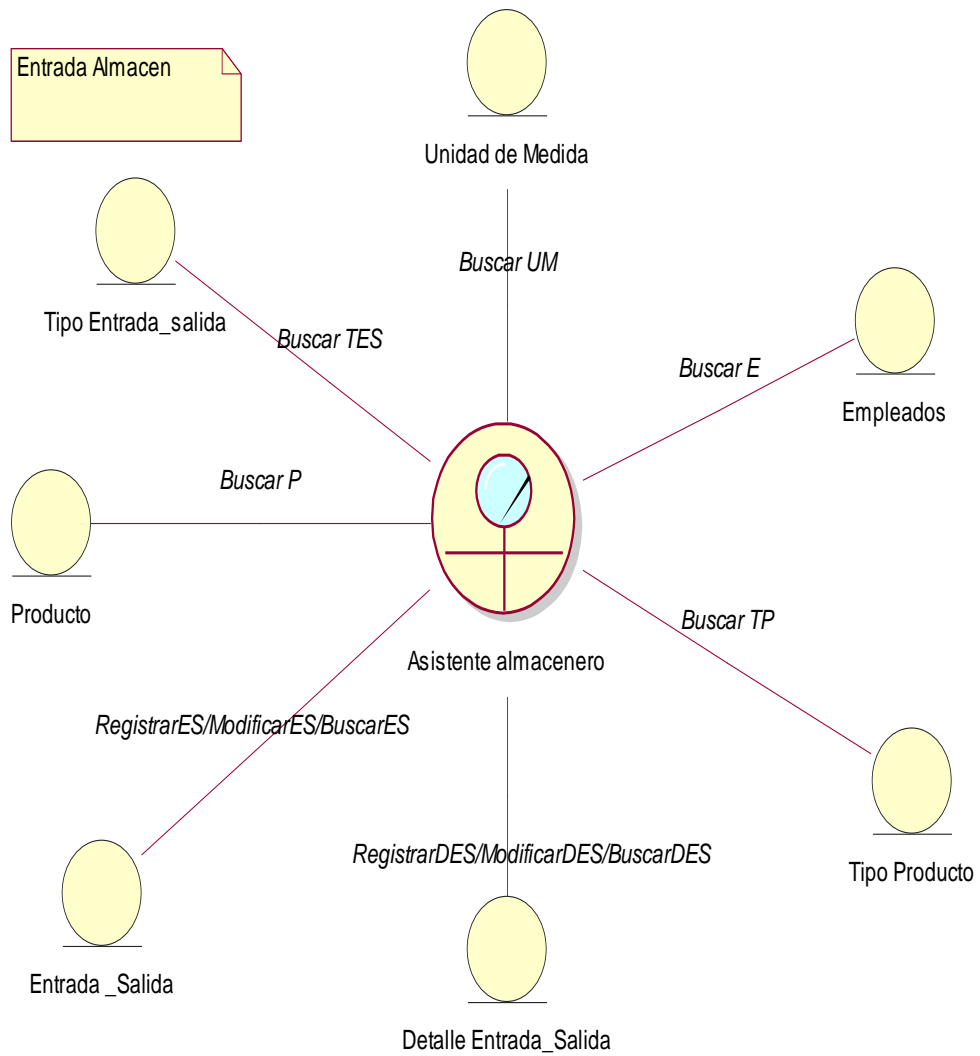 Entrada Almacen
Unidad de Medida
Buscar UM
Tipo Entrada_salida
Buscar TES
Buscar E
Empleados
Buscar P
Producto
Buscar TP
Asistente almacenero
RegistrarES/ModificarES/BuscarES
RegistrarDES/ModificarDES/BuscarDES
Tipo Producto
Entrada _Salida
Detalle Entrada_Salida